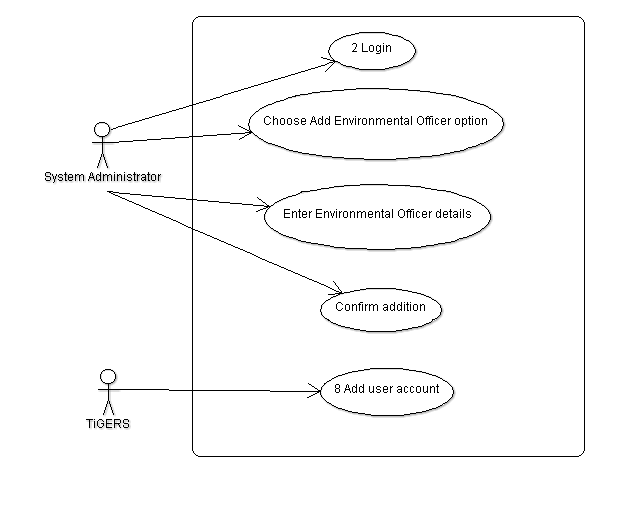 2 Login
Choose Add Environmental Officer option
System Administrator
Enter Environmental Officer details
Confirm addition
8 Add user account
TiGERS